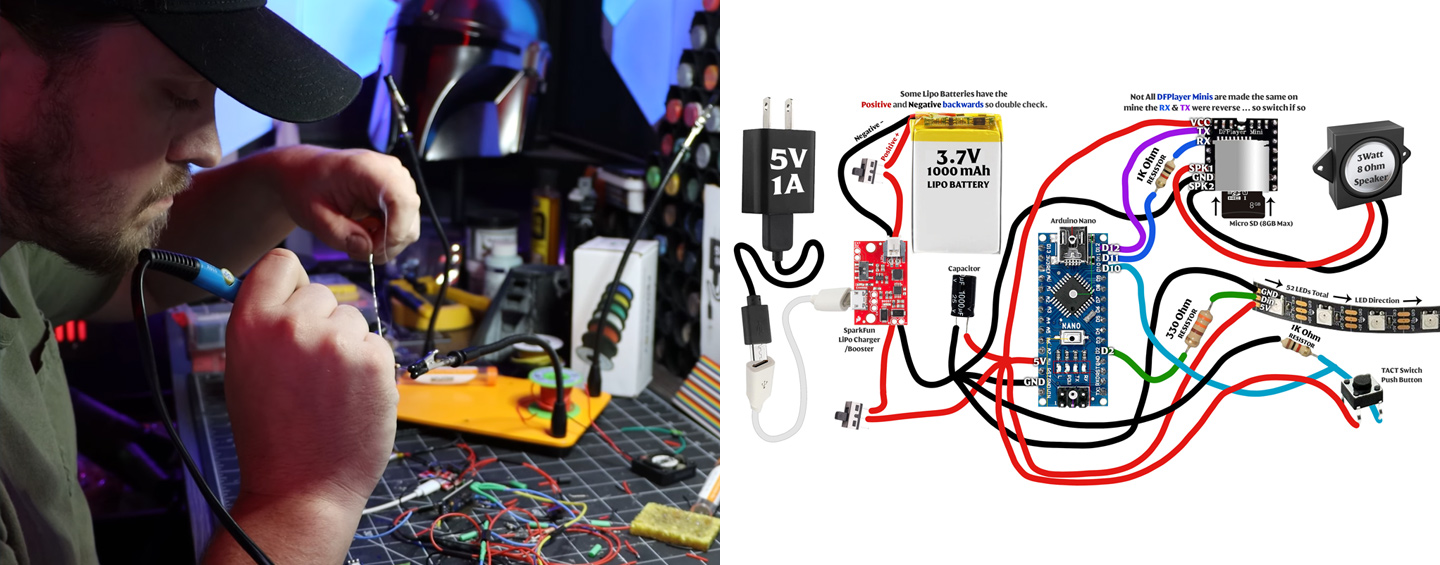 Some Lipo Batteries have the
Positive and Negative backwards so double check.
Not All DFPlayer Minis are made the same on
mine the RX & TX were reverse ... so switch if so
Negative -
Positive +
5V
1A
3.7V
1000 mAh
LIPO BATTERY
VCC
TX
RX
SPK1
GND
SPK2
DFPlayer Mini
1K Ohm
RESISTOR
8GB
Micro SD (8GB Max)
3Watt
8 Ohm
Speaker
Arduino Nano
D12
D11
D10
Capacitor
SparkFun
LiPo Charger
/Booster
NANO
5V
GND
D2
330 Ohm
RESISTOR
GND
Din
5V
52 LEDs Total
LED Direction
1K Ohm
RESISTOR
TACT Switch
Push Button